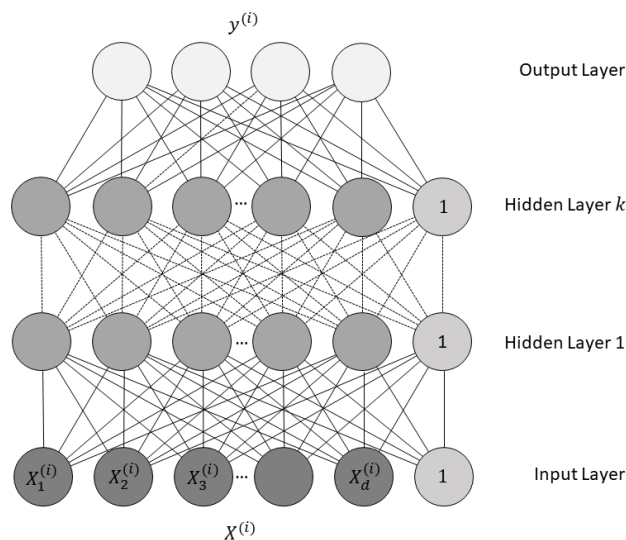 y^{(i)}
Output Layer
... 1 Hidden Layer k
... 1 Hidden Layer 1
X_1^{(i)} X_2^{(i)} X_3^{(i)} ... X_d^{(i)} 1 Input Layer
X^{(i)}